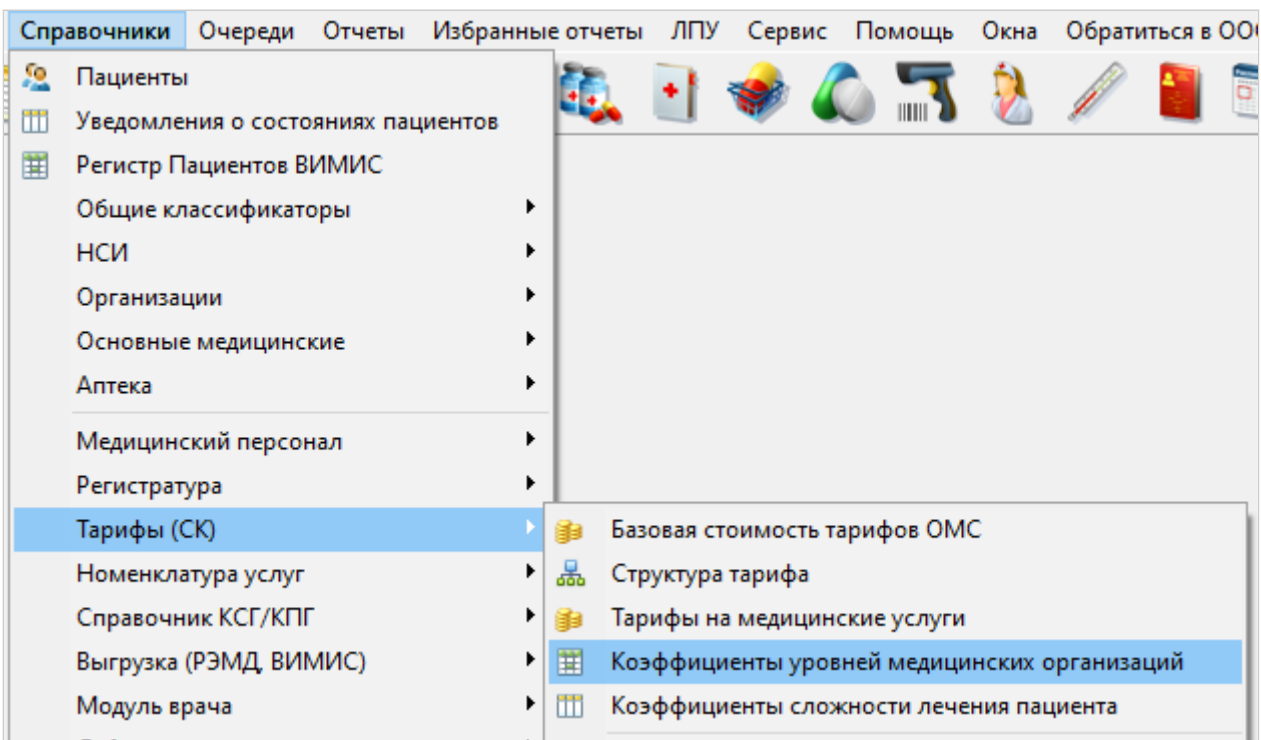 Справочники Очереди Отчеты Избранные отчеты ЛПУ Сервис Помощь Окна Обратиться в ООО
Пациенты
Уведомления о состояниях пациентов
Регистр Пациентов ВИМИС
Общие классификаторы
НСИ
Организации
Основные медицинские
Аптека
Медицинский персонал
Регистратура
Тарифы (СК)
Номенклатура услуг
Справочник КСГ/КПГ
Выгрузка (РЭМД, ВИМИС)
Модуль врача
Базовая стоимость тарифов ОМС
Структура тарифа
Тарифы на медицинские услуги
Коэффициенты уровней медицинских организаций
Коэффициенты сложности лечения пациента